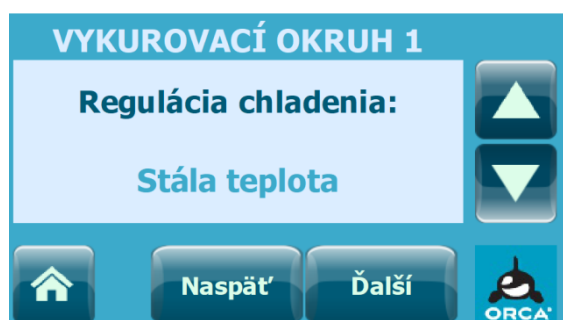 VYKUROVACÍ OKRUH 1
Regulácia chladenia:
Stála teplota
Naspäť
Ďalší
ORCA